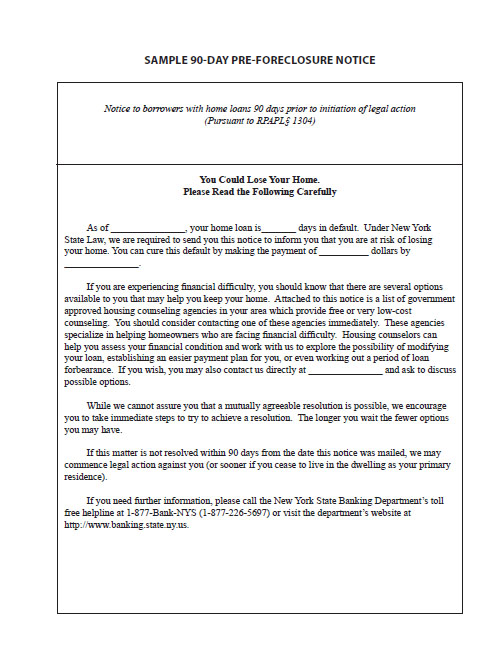 SAMPLE 90-DAY PRE-FORECLOSURE NOTICE
Notice to borrowers with home loans 90 days prior to initiation of legal action
(Pursuant to RPAPL§ 1304)
You Could Lose Your Home.
Please Read the Following Carefully
As of _______________, your home loan is_______ days in default.  Under New York
State Law, we are required to send you this notice to inform you that you are at risk of losing
your home. You can cure this default by making the payment of __________ dollars by
_______________.
If you are experiencing financial difficulty, you should know that there are several options
available to you that may help you keep your home.  Attached to this notice is a list of government
approved housing counseling agencies in your area which provide free or very low-cost
counseling.  You should consider contacting one of these agencies immediately.  These agencies
specialize in helping homeowners who are facing financial difficulty.  Housing counselors can
help you assess your financial condition and work with us to explore the possibility of modifying
your loan, establishing an easier payment plan for you, or even working out a period of loan
forbearance.  If you wish, you may also contact us directly at _______________ and ask to discuss
possible options.
While we cannot assure you that a mutually agreeable resolution is possible, we encourage
you to take immediate steps to try to achieve a resolution.  The longer you wait the fewer options
you may have.
If this matter is not resolved within 90 days from the date this notice was mailed, we may
commence legal action against you (or sooner if you cease to live in the dwelling as your primary
residence).
If you need further information, please call the New York State Banking Department's toll
free helpline at 1-877-Bank-NYS (1-877-226-5697) or visit the department's website at
http://www.banking.state.ny.us.